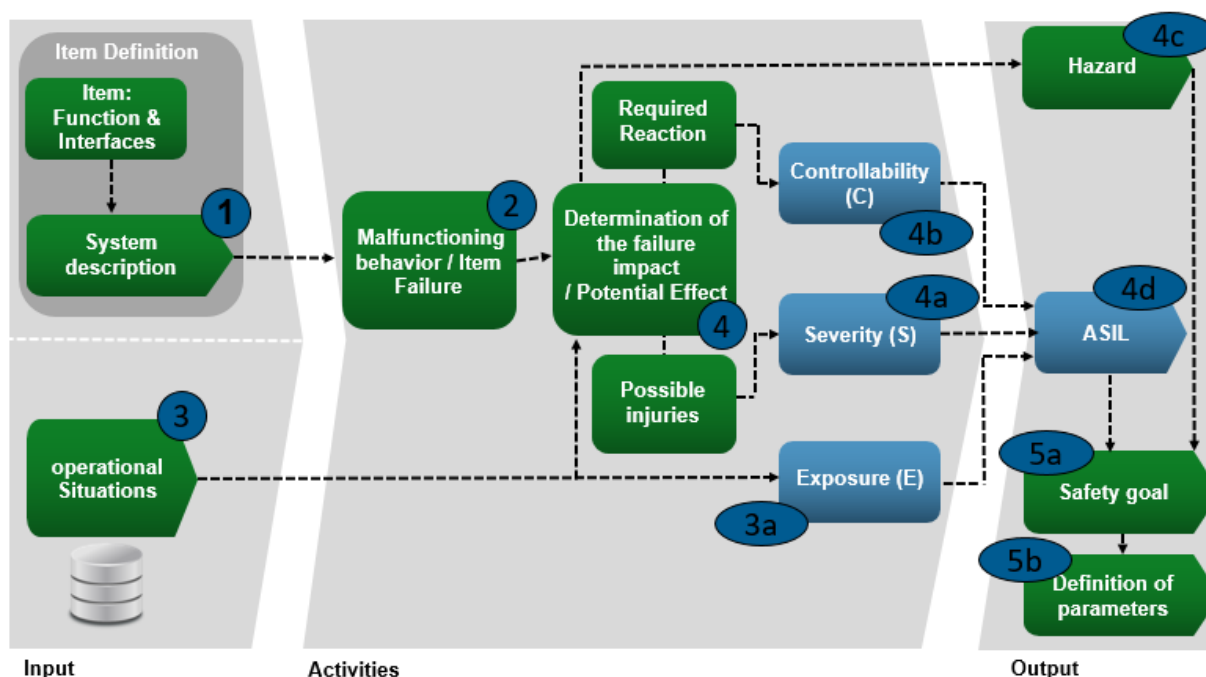 Item Definition
Item:
Function &
Interfaces
1
System
description
3
operational
Situations
Input
2
Malfunctioning
behavior / Item
Failure
Required
Reaction
Determination of
the failure
impact
/ Potential Effect
4
Possible
injuries
Controllability
(C)
4b
4a
Severity (S)
Exposure (E)
3a
Activities
4c
Hazard
4d
ASIL
5a
Safety goal
5b
Definition of
parameters
Output